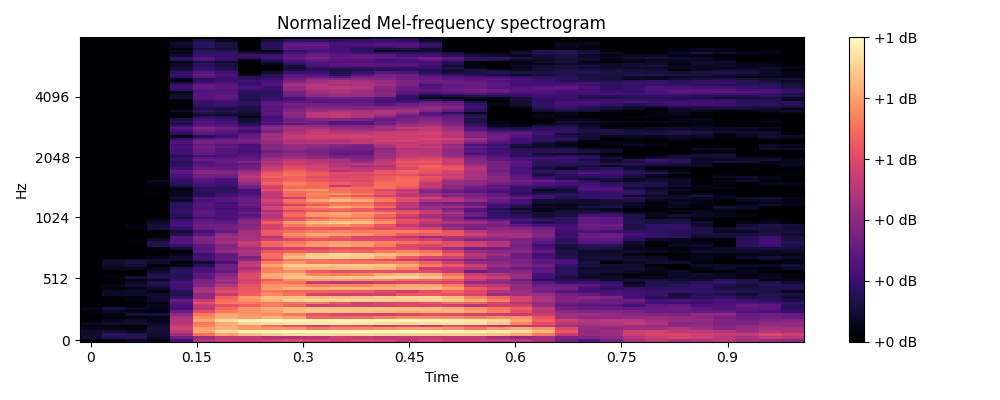 Normalized Mel-frequency spectrogram
Hz
4096
2048
1024
512
0
0 0.15 0.3 0.45 0.6 0.75 0.9
Time
+1 dB
+1 dB
+1 dB
+0 dB
+0 dB
+0 dB